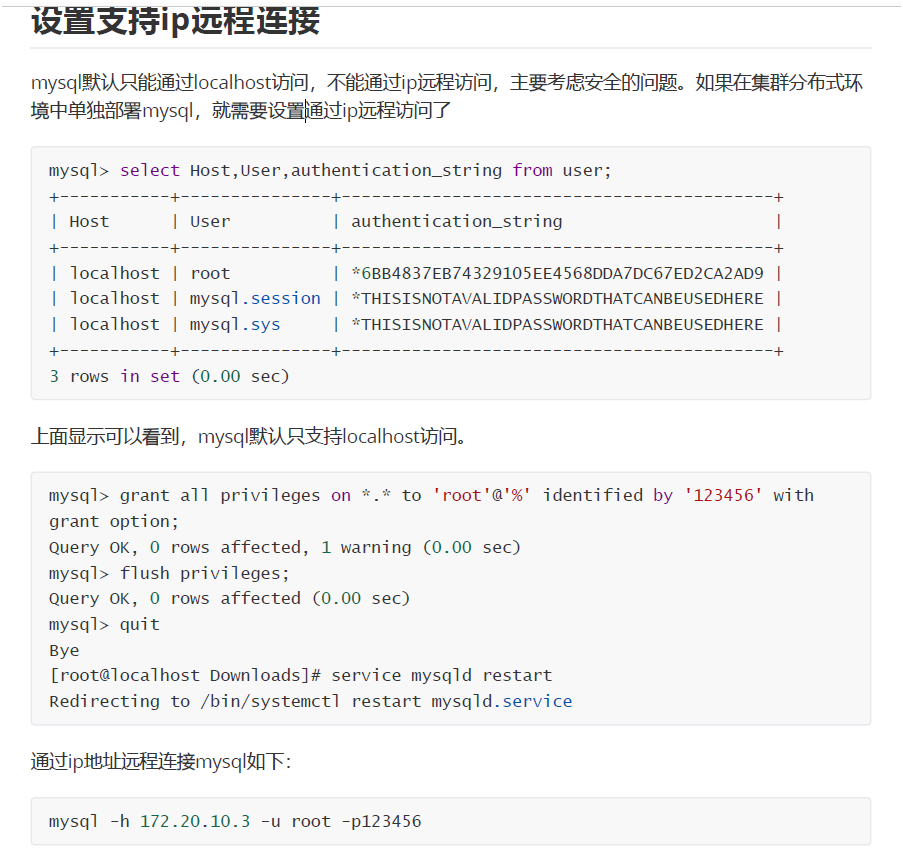 设置支持ip远程连接
mysql默认只能通过localhost访问，不能通过ip远程访问，主要考虑安全的问题。如果在集群分布式环
境中单独部署mysql，就需要设置通过ip远程访问了
mysql> select Host,User,authentication_string from user;
+-----------+---------------+-------------------------------------------+
| Host      | User          | authentication_string                     |
+-----------+---------------+-------------------------------------------+
| localhost | root          | *6BB4837EB74329105EE4568DDA7DC67ED2CA2AD9 |
| localhost | mysql.session | *THISISNOTAVALIDPASSWORDTHATCANBEUSEDHERE |
| localhost | mysql.sys     | *THISISNOTAVALIDPASSWORDTHATCANBEUSEDHERE |
+-----------+---------------+-------------------------------------------+
3 rows in set (0.00 sec)
上面显示可以看到，mysql默认只支持localhost访问。
mysql> grant all privileges on *.* to 'root'@'%' identified by '123456' with
grant option;
Query OK, 0 rows affected, 1 warning (0.00 sec)
mysql> flush privileges;
Query OK, 0 rows affected (0.00 sec)
mysql> quit
Bye
[root@localhost Downloads]# service mysqld restart
Redirecting to /bin/systemctl restart mysqld.service
通过ip地址远程连接mysql如下：
mysql -h 172.20.10.3 -u root -p123456